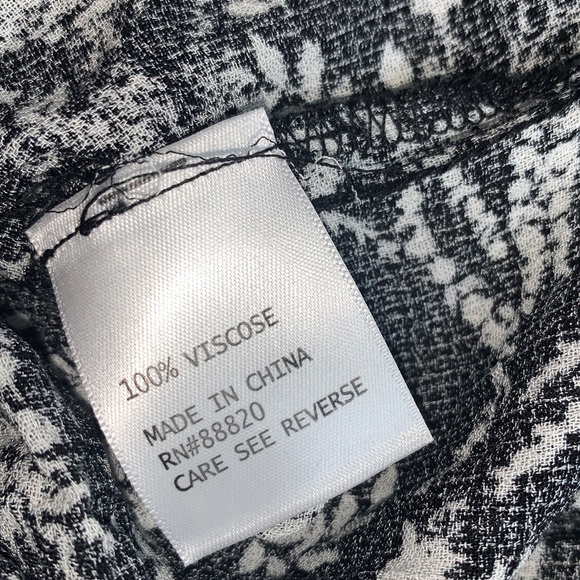 100% VISCOSE
MADE IN CHINA
RN#88820
CARE SEE REVERSE